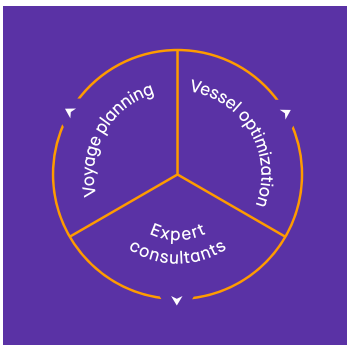 Voyage planning
Vessel optimization
Expert
consultants